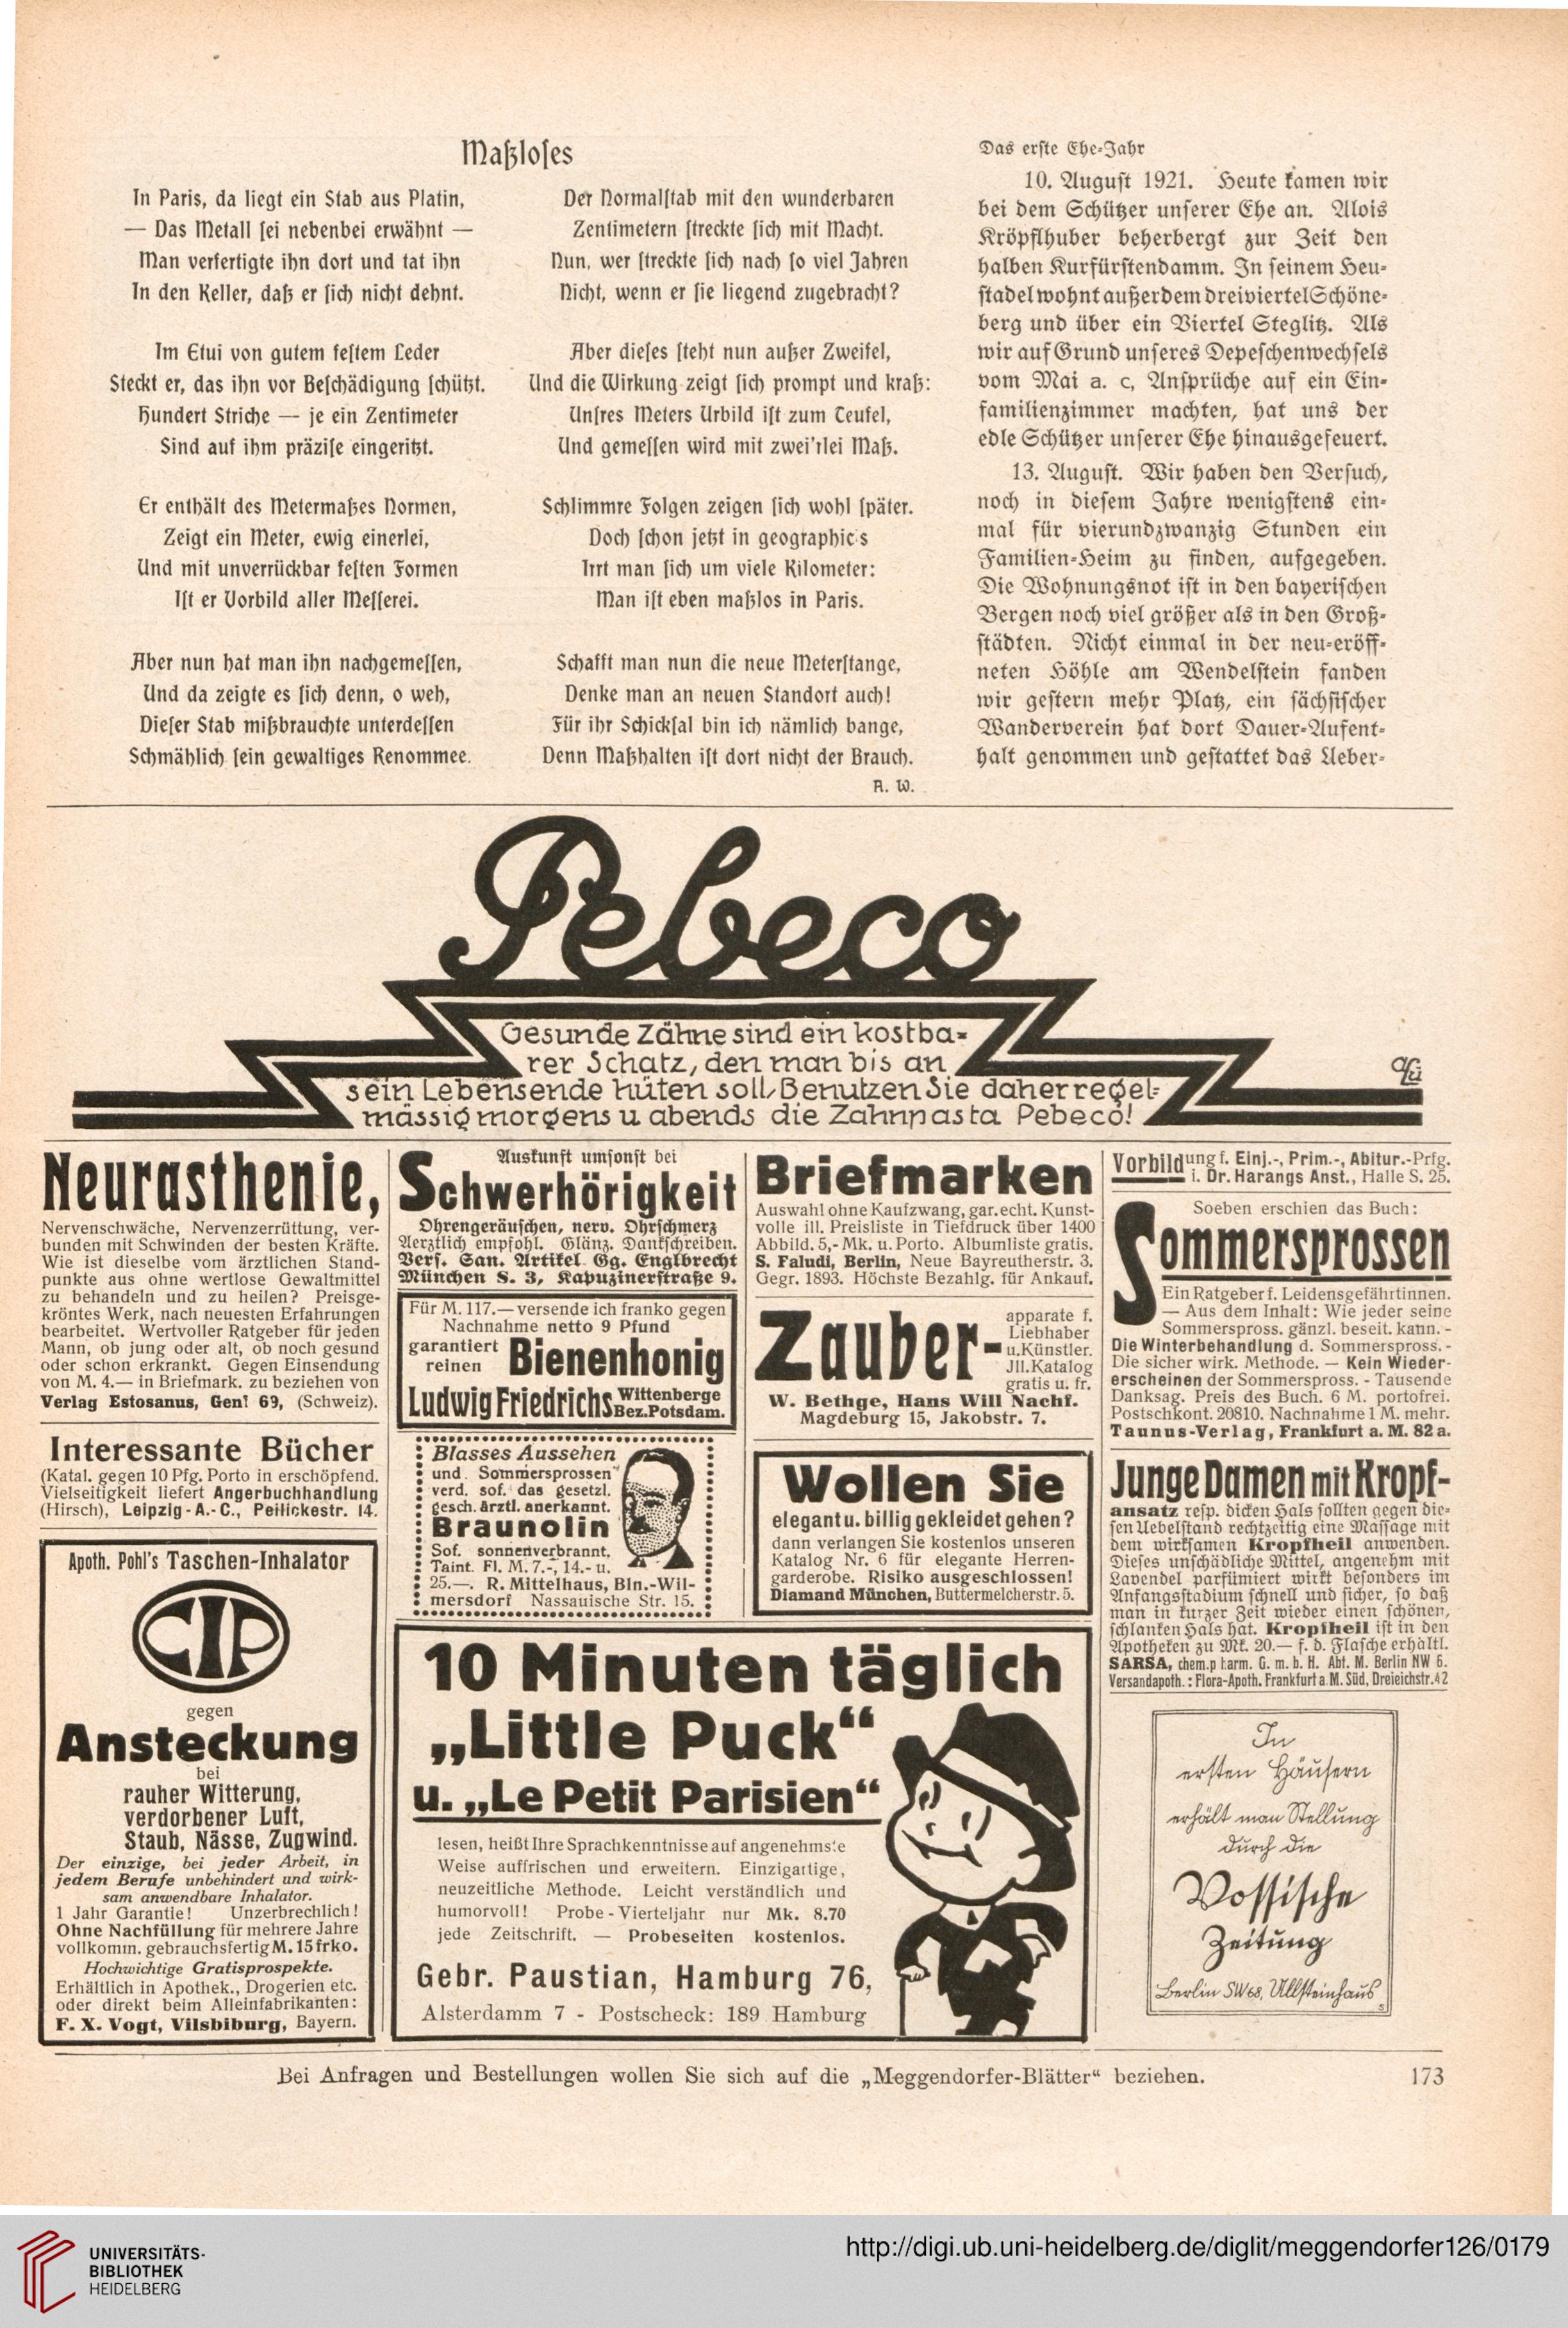 Maßloses
In Paris, da liegt ein Stab aus Platin,
— Das Metall sei nebenbei erwähnt —
Man verfertigte ihn dort und tat ihn
In den Keller, daß er sich nicht dehnt.
Im Etui von gutem festem Leder
Steckt er, das ihn vor Beschädigung schützt.
Hundert Striche — je ein Zentimeter
Sind auf ihm präzise eingeritzt.
Er enthält des Metermaßes Normen,
Zeigt ein Meter, ewig einerlei,
Und mit unverrückbar festen Formen
Ist er Vorbild aller Messerei.
Aber nun hat man ihn nachgemessen,
Und da zeigte es sich denn, o weh,
Dieser Stab mißbrauchte unterdessen
Schmählich sein gewaltiges Renommee.
Der Normalstab mit den wunderbaren
Zentimetern streckte sich mit Macht.
Nun, wer streckte sich nach so viel Jahren
Nicht, wenn er sie liegend zugebracht?
Aber dieses steht nun außer Zweifel,
Und die Wirkung zeigt sich prompt und kraß:
Unsres Meters Urbild ist zum Teufel,
Und gemessen wird mit zwei'rlei Maß.
Schlimmre Folgen zeigen sich wohl später.
Doch schon jetzt in geographicis
Irrt man sich um viele Kilometer:
Man ist eben maßlos in Paris.
Schafft man nun die neue Meterstange,
Denke man an neuen Standort auch!
Für ihr Schicksal bin ich nämlich bange,
Denn Maßhalten ist dort nicht der Brauch.
A. W.
Das erste Ehe-Jahr
10. August 1921. Heute kamen wir
bei dem Schützer unserer Ehe an. Alois
Kröpflhuber beherbergt zur Zeit den
halben Kurfürstendamm. In seinem Heu-
stadel wohnt außerdem dreiviertel Schöne-
berg und über ein Viertel Steglitz. Als
wir auf Grund unseres Depeschenwechsels
vom Mai a. c, Ansprüche auf ein Ein-
familienzimmer machten, hat uns der
edle Schützer unserer Ehe hinausgefeuert.
13. August. Wir haben den Versuch,
noch in diesem Jahre wenigstens ein-
mal für vierundzwanzig Stunden ein
Familien-Heim zu finden, aufgegeben.
Die Wohnungsnot ist in den bayerischen
Bergen noch viel größer als in den Groß-
städten. Nicht einmal in der neu-eröff-
neten Höhle am Wendelstein fanden
wir gestern mehr Platz, ein sächsischer
Wanderverein hat dort Dauer-Aufent-
halt genommen und gestattet das Ueber-
Pebeco
Gesunde Zähne sind ein kostba-
rer Schatz, den man bis an
sein Lebensende hüten soll. Benutzen Sie daher regel-
mässig morgens u. abends die Zahnpasta Pebeco!
Neurasthenie,
Nervenschwäche, Nervenzerrüttung, ver-
bunden mit Schwinden der besten Kräfte.
Wie ist dieselbe vom ärztlichen Stand-
punkte aus ohne wertlose Gewaltmittel
zu behandeln und zu heilen? Preisge-
kröntes Werk, nach neuesten Erfahrungen
bearbeitet. Wertvoller Ratgeber für jeden
Mann, ob jung oder alt, ob noch gesund
oder schon erkrankt. Gegen Einsendung
von M. 4.— in Briefmark. zu beziehen von
Verlag Estosanus, Genf 69, (Schweiz).
Interessante Bücher
(Katal. gegen 10 Pfg. Porto in erschöpfend.
Vielseitigkeit liefert Angerbuchhandlung
(Hirsch), Leipzig-A.-C., Peilickestr. 14.
Apoth. Pohl's Taschen-Inhalator
CIP
gegen
Ansteckung
bei
rauher Witterung,
verdorbener Luft,
Staub, Nässe, Zugwind.
Der einzige, bei jeder Arbeit, in
jedem Berufe unbehindert und wirk-
sam anwendbare Inhalator.
1 Jahr Garantie! Unzerbrechlich!
Ohne Nachfüllung für mehrere Jahre
vollkomm. gebrauchsfertig M. 15 frko.
Hochwichtige Gratisprospekte.
Erhältlich in Apothek., Drogerien etc.
oder direkt beim Alleinfabrikanten:
F. X. Vogt, Vilsbiburg, Bayern.
Auskunft umsonst bei
Schwerhörigkeit
Ohrengeräuschen, nerv. Ohrschmerz
Aerztlich empfohl. Glänz. Dankschreiben.
Vers. San. Artikel Gg. Englbrecht
München S. 3, Kapuzinerstraße 9.
Für M. 117.— versende ich franko gegen
Nachnahme netto 9 Pfund
garantiert
reinen Bienenhonig
Ludwig Friedrichs Wittenberge
Bez. Potsdam.
Blasses Aussehen
und Sommersprossen
verd. sof. das gesetzl.
gesch. ärztl. anerkannt.
Braunolin
Sof. sonnenverbrannt.
Taint. Fl. M. 7.-, 14.- u.
25.—. R. Mittelhaus, Bln.-Wil-
mersdorf Nassauische Str. 15.
Briefmarken
Auswahl ohne Kaufzwang, gar. echt. Kunst-
volle ill. Preisliste in Tiefdruck über 1400
Abbild. 5,- Mk. u. Porto. Albumliste gratis.
S. Faludi, Berlin, Neue Bayreutherstr. 3.
Gegr. 1893. Höchste Bezahlg. für Ankauf.
Zauber-
apparate f.
Liebhaber
u. Künstler.
Jll. Katalog
gratis u. fr.
W. Bethge, Hans Will Nachf.
Magdeburg 15, Jakobstr. 7.
Wollen Sie
elegant u. billig gekleidet gehen?
dann verlangen Sie kostenlos unseren
Katalog Nr. 6 für elegante Herren-
garderobe. Risiko ausgeschlossen!
Diamand München, Buttermelcherstr. 5.
10 Minuten täglich
„Little Puck“
u. „Le Petit Parisien“
lesen, heißt Ihre Sprachkenntnisse auf angenehmste
Weise auffrischen und erweitern. Einzigartige,
neuzeitliche Methode. Leicht verständlich und
humorvoll! Probe-Vierteljahr nur Mk. 8.70
jede Zeitschrift. — Probeseiten kostenlos.
Gebr. Paustian, Hamburg 76,
Alsterdamm 7 - Postscheck: 189 Hamburg
Vorbildung f. Einj.-, Prim.-, Abitur.-Prfg.
i. Dr. Harangs Anst., Halle S. 25.
Soeben erschien das Buch:
Sommersprossen
Ein Ratgeber f. Leidensgefährtinnen.
— Aus dem Inhalt: Wie jeder seine
Sommerspross. gänzl. beseit. kann. -
Die Winterbehandlung d. Sommerspross. -
Die sicher wirk. Methode. — Kein Wieder-
erscheinen der Sommerspross. - Tausende
Danksag. Preis des Buch. 6 M. portofrei.
Postschkont. 20810. Nachnahme 1 M. mehr.
Taunus-Verlag, Frankfurt a. M. 82 a.
Junge Damen mit Kropf-
ansatz resp. dicken Hals sollten gegen die-
sen Uebelstand rechtzeitig eine Massage mit
dem wirksamen Kropfheil anwenden.
Dieses unschädliche Mittel, angenehm mit
Lavendel parfümiert wirkt besonders im
Anfangsstadium schnell und sicher, so daß
man in kurzer Zeit wieder einen schönen,
schlanken Hals hat. Kropfheil ist in den
Apotheken zu Mk. 20.— f. d. Flasche erhältl.
SARSA, chem.pharm. G. m. b. H. Abt. M. Berlin NW 6.
Versandapoth.: Flora-Apoth. Frankfurt a. M. Süd, Dreieichstr. 42
In
ersten Häusern
erhält man Stellung
durch die
Vossische
Zeitung
Berlin SW68, Ullsteinhaus
Bei Anfragen und Bestellungen wollen Sie sich auf die „Meggendorfer-Blätter“ beziehen.
173
UNIVERSITÄTS-
BIBLIOTHEK
HEIDELBERG
http://digi.ub.uni-heidelberg.de/diglit/meggendorfer126/0179